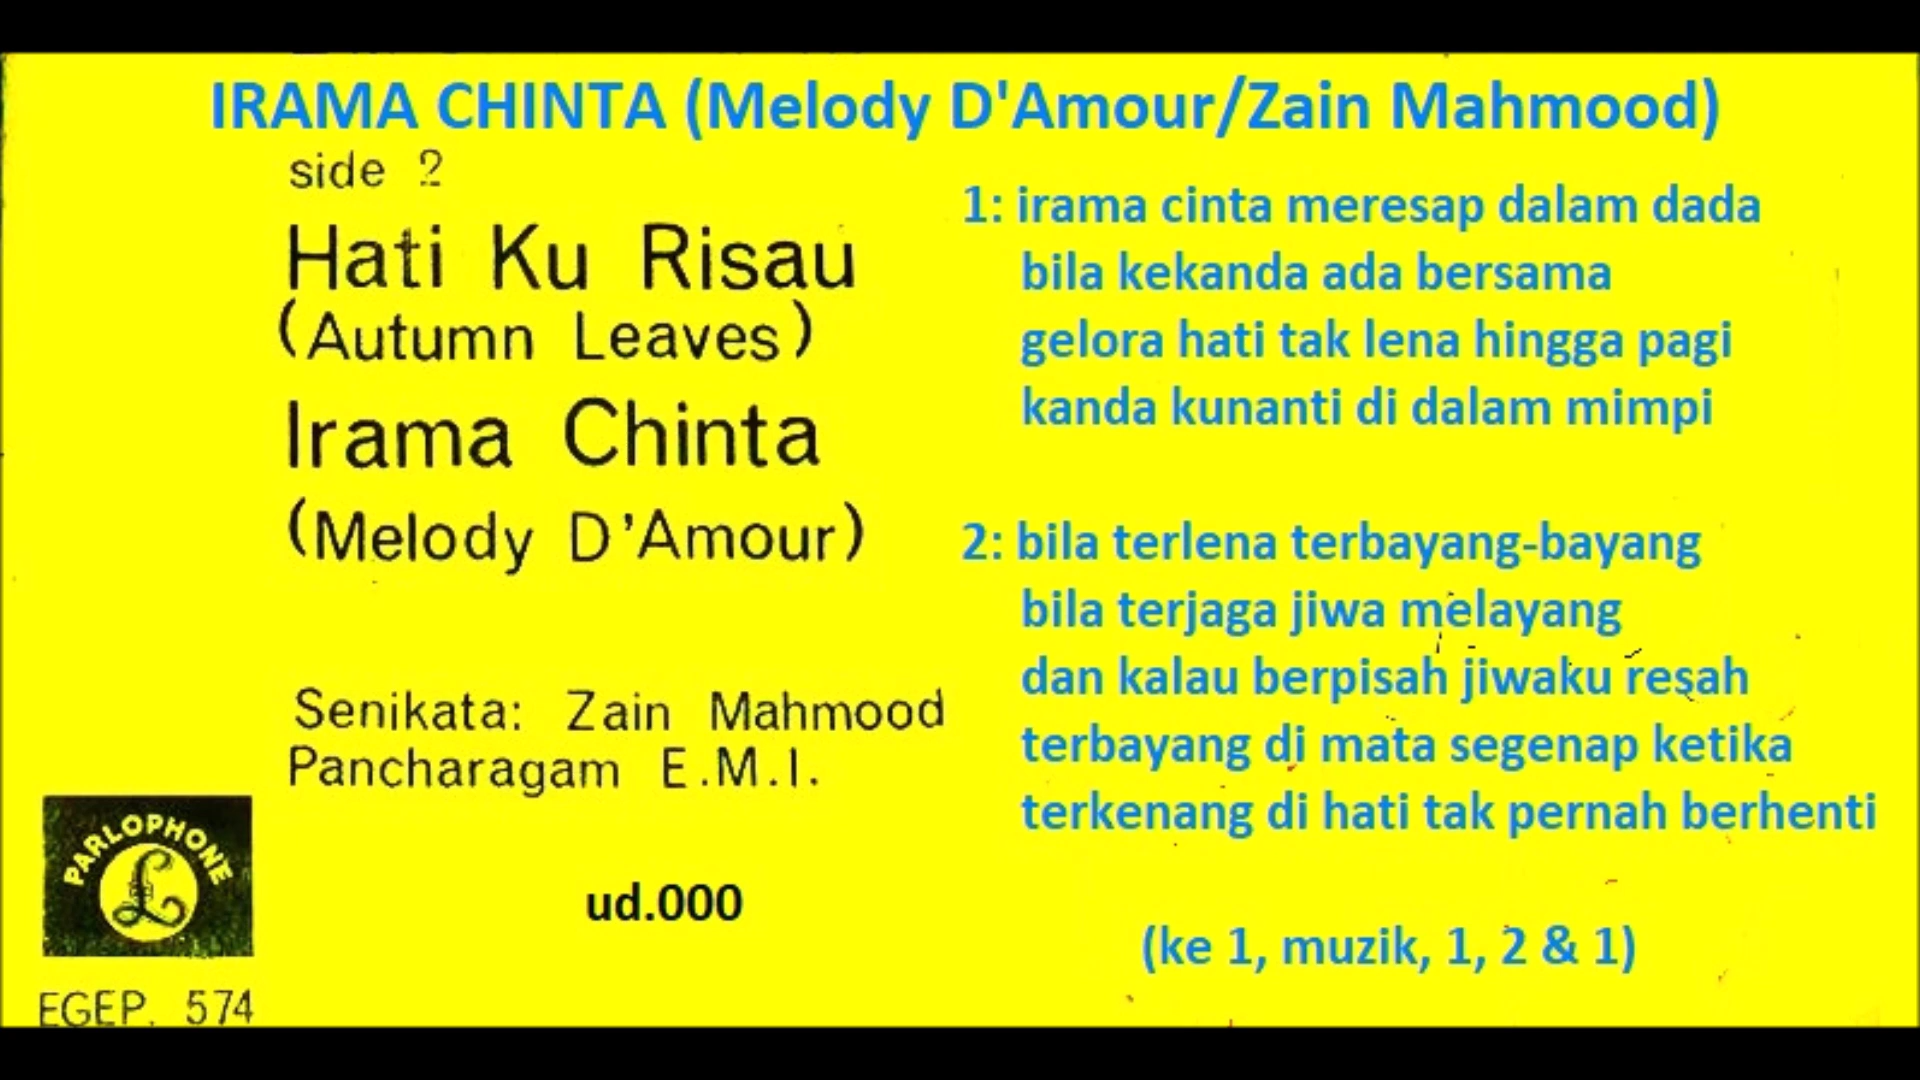 IRAMA CHINTA (Melody D'Amour/Zain Mahmood)
side 2
Hati Ku Risau
(Autumn Leaves)
Irama Chinta
(Melody D'Amour)
Senikata: Zain Mahmood
Pancharagam E.M.I.
PARLOPHONE
£
EGEP. 574
ud.000
1: irama cinta meresap dalam dada
bila kekanda ada bersama
gelora hati tak lena hingga pagi
kanda kunanti di dalam mimpi
2: bila terlena terbayang-bayang
bila terjaga jiwa melayang
dan kalau berpisah jiwaku resah
terbayang di mata segenap ketika
terkenang di hati tak pernah berhenti
(ke 1, muzik, 1, 2 & 1)